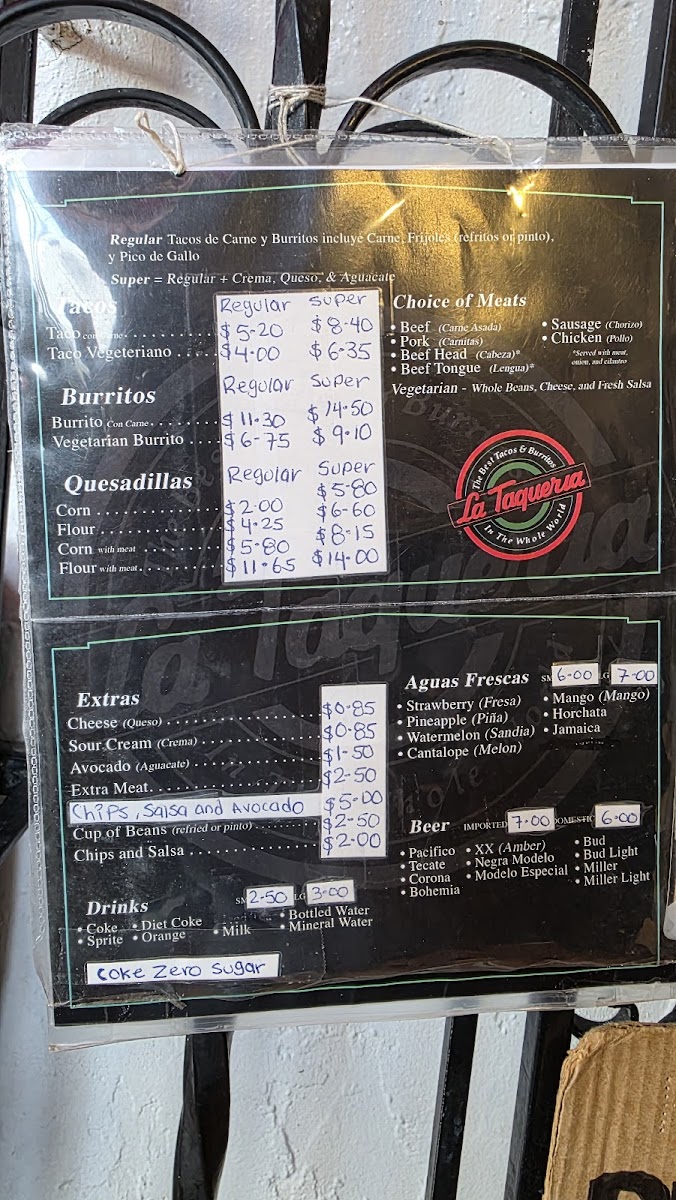 Regular Tacos de Carne y Burritos incluye Carne, Frijoles (refritos or pinto),
y Pico de Gallo
Super = Regular + Crema, Queso, & Aguacate
Tacos
Regular Super
Taco con Carne $5-20 $8-40
Taco Vegeteriano $4-00 $6-35
Burritos
Regular Super
Burrito Con Carne $11-30 $14-50
Vegetarian Burrito $6-75 $9-10
Quesadillas
Regular Super
Corn $2-00 $5-80
Flour $4-25 $6-60
Corn with meat $5-80 $8-15
Flour with meat $11-65 $14-00
Choice of Meats
• Beef (Carne Asada)
• Pork (Carnitas)
• Beef Head (Cabeza)*
• Beef Tongue (Lengua)*
• Sausage (Chorizo)
• Chicken (Pollo)
*Served with meat,
onion, and cilantro
Vegetarian - Whole Beans, Cheese, and Fresh Salsa
The Best Tacos & Burritos
La Taqueria
In The Whole World
Extras
Cheese (Queso) $0-85
Sour Cream (Crema) $0-85
Avocado (Aguacate) $1-50
Extra Meat $2-50
Chips, Salsa and Avocado $5-00
Cup of Beans (refried or pinto) $2-50
Chips and Salsa $2-00
Drinks SM 2-50 LG 3-00
• Coke • Diet Coke • Milk • Bottled Water
• Sprite • Orange • Mineral Water
Coke Zero Sugar
Aguas Frescas SM 6-00 LG 7-00
• Strawberry (Fresa) • Mango (Mango)
• Pineapple (Piña) • Horchata
• Watermelon (Sandia) • Jamaica
• Cantalope (Melon)
Beer IMPORTED 7-00 DOMESTIC 6-00
• Pacifico • XX (Amber) • Bud
• Tecate • Negra Modelo • Bud Light
• Corona • Modelo Especial • Miller
• Bohemia • Miller Light